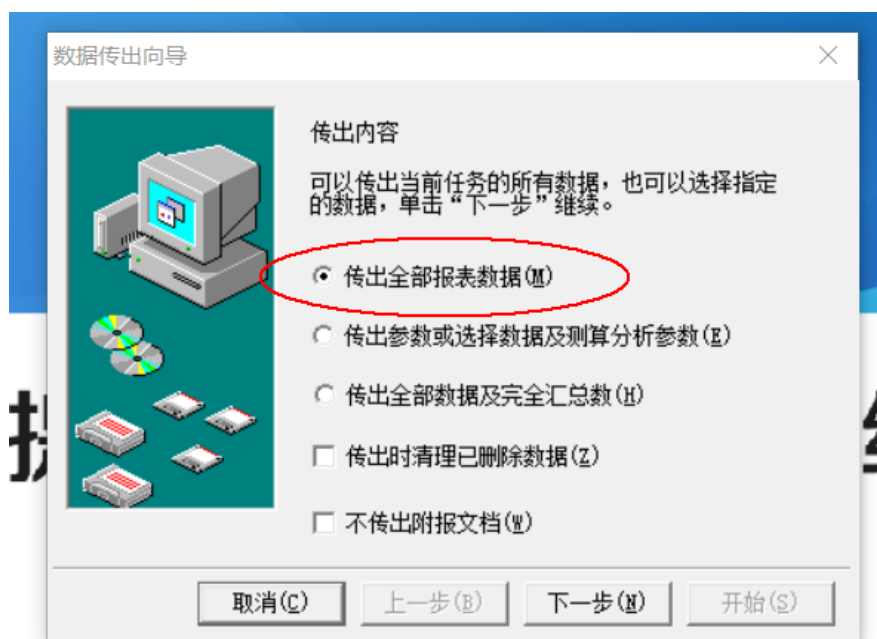 数据传出向导
传出内容
可以传出当前任务的所有数据，也可以选择指定
的数据，单击“下一步”继续。
传出全部报表数据(M)
传出参数或选择数据及测算分析参数(E)
传出全部数据及完全汇总数(H)
传出时清理已删除数据(Z)
不传出附报文档(W)
取消(C) 上一步(B) 下一步(N) 开始(S)